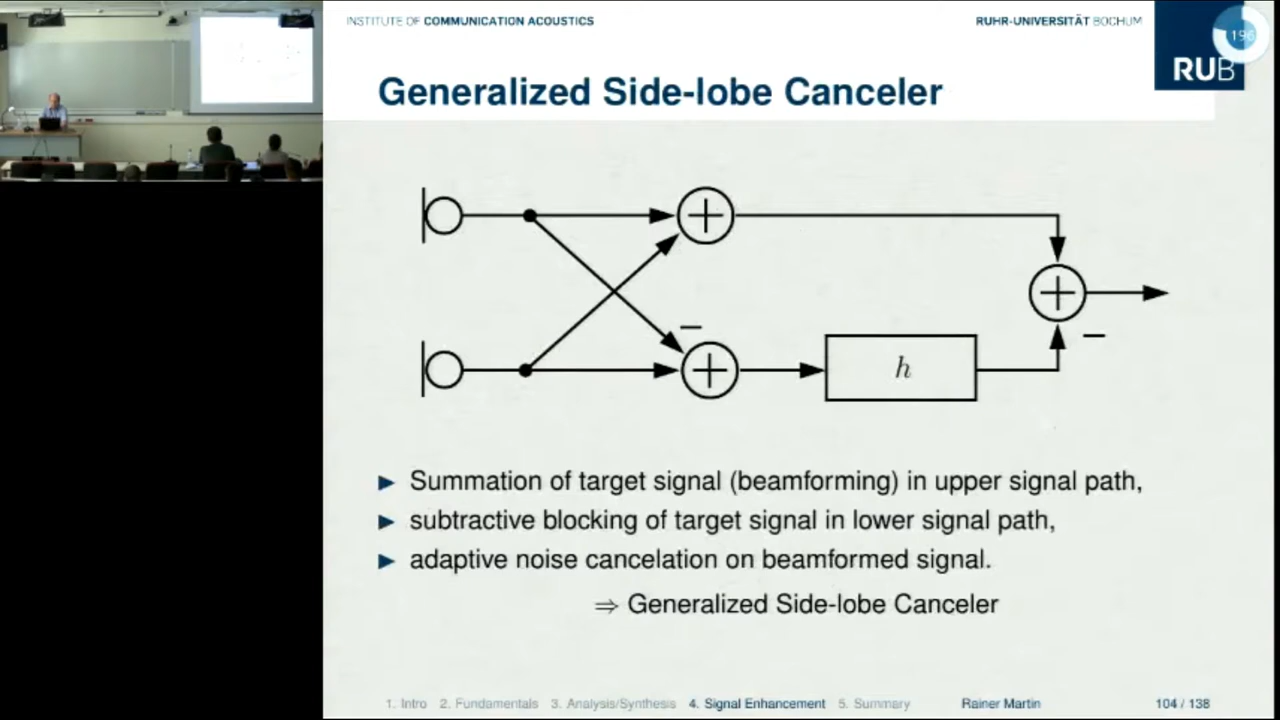 INSTITUTE OF COMMUNICATION ACOUSTICS
RUHR-UNIVERSITÄT BOCHUM
196
RUB
Generalized Side-lobe Canceler
h
Summation of target signal (beamforming) in upper signal path,
subtractive blocking of target signal in lower signal path,
adaptive noise cancelation on beamformed signal.
⇒ Generalized Side-lobe Canceler
1. Intro 2. Fundamentals 3. Analysis/Synthesis 4. Signal Enhancement 5. Summary Rainer Martin 104 / 138